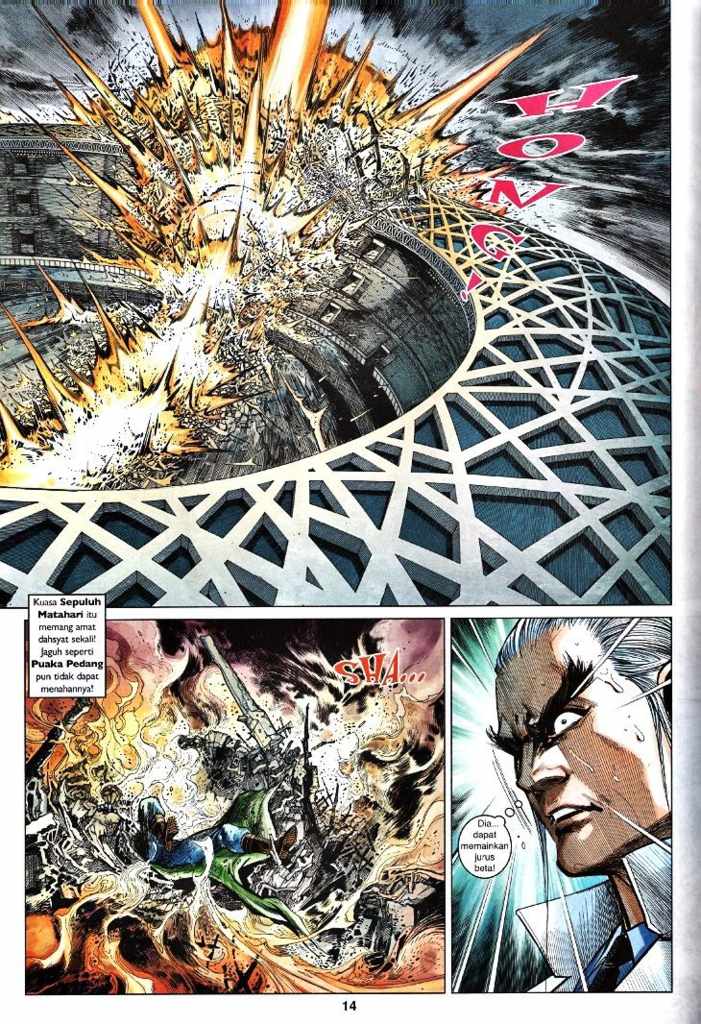 HONG!
Kuasa Sepuluh
Matahari itu
memang amat
dahsyat sekali!
Jaguh seperti
Puaka Pedang
pun tidak dapat
menahannya!
SHA...
Dia...
dapat
memainkan
jurus
beta!
14